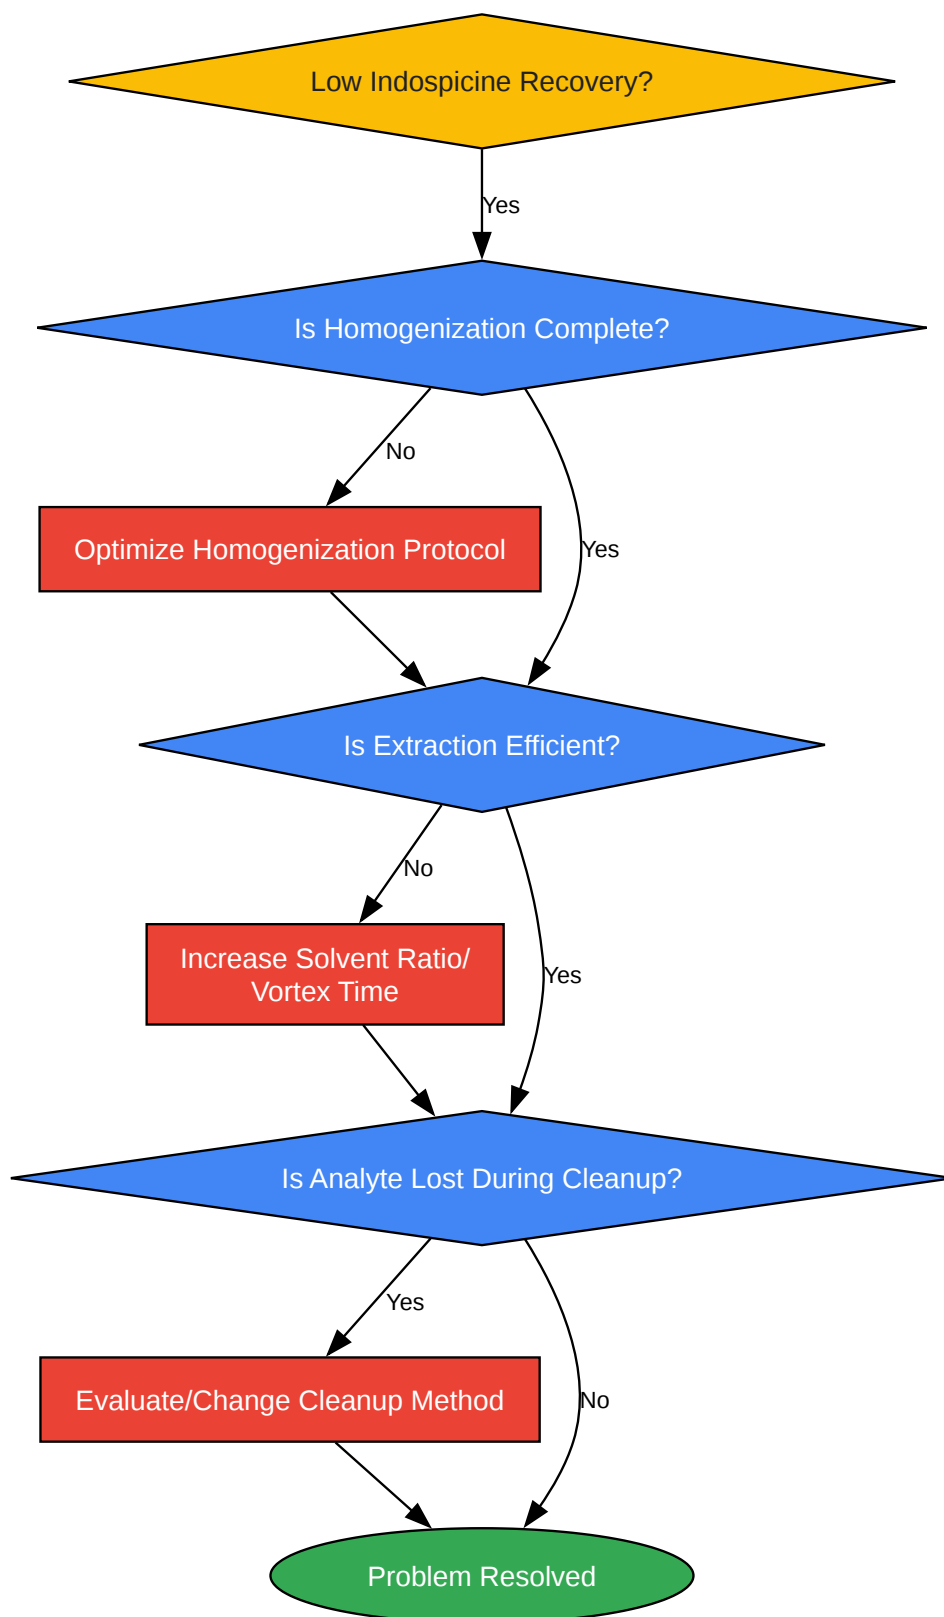 Low Indospicine Recovery?
Yes
Is Homogenization Complete?
No
Optimize Homogenization Protocol
Yes
Is Extraction Efficient?
No
Increase Solvent Ratio/
Vortex Time
Yes
Is Analyte Lost During Cleanup?
Yes
Evaluate/Change Cleanup Method
No
Problem Resolved